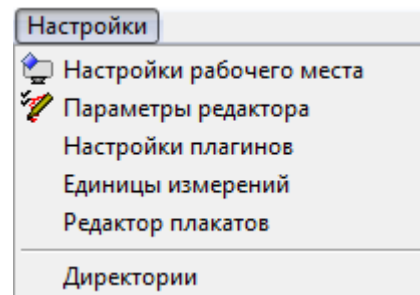 Настройки
Настройки рабочего места
Параметры редактора
Настройки плагинов
Единицы измерений
Редактор плакатов
Директории